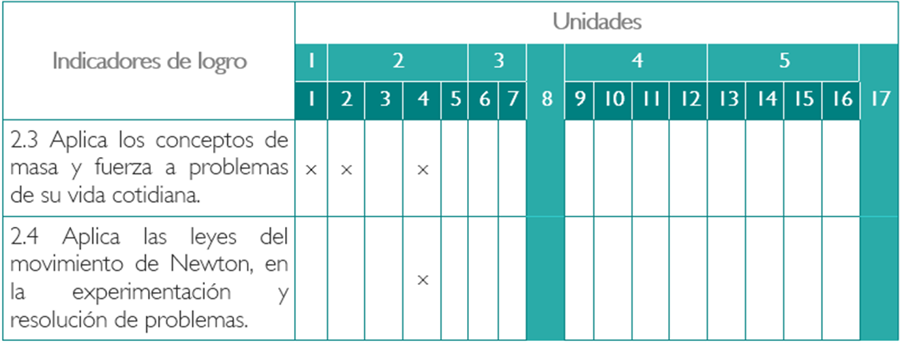 Indicadores de logro
Unidades
1 2 3 4 5
1 2 3 4 5 6 7 8 9 10 11 12 13 14 15 16 17
2.3 Aplica los conceptos de
masa y fuerza a problemas
de su vida cotidiana.
× × ×
2.4 Aplica las leyes del
movimiento de Newton, en
la experimentación y
resolución de problemas.
×